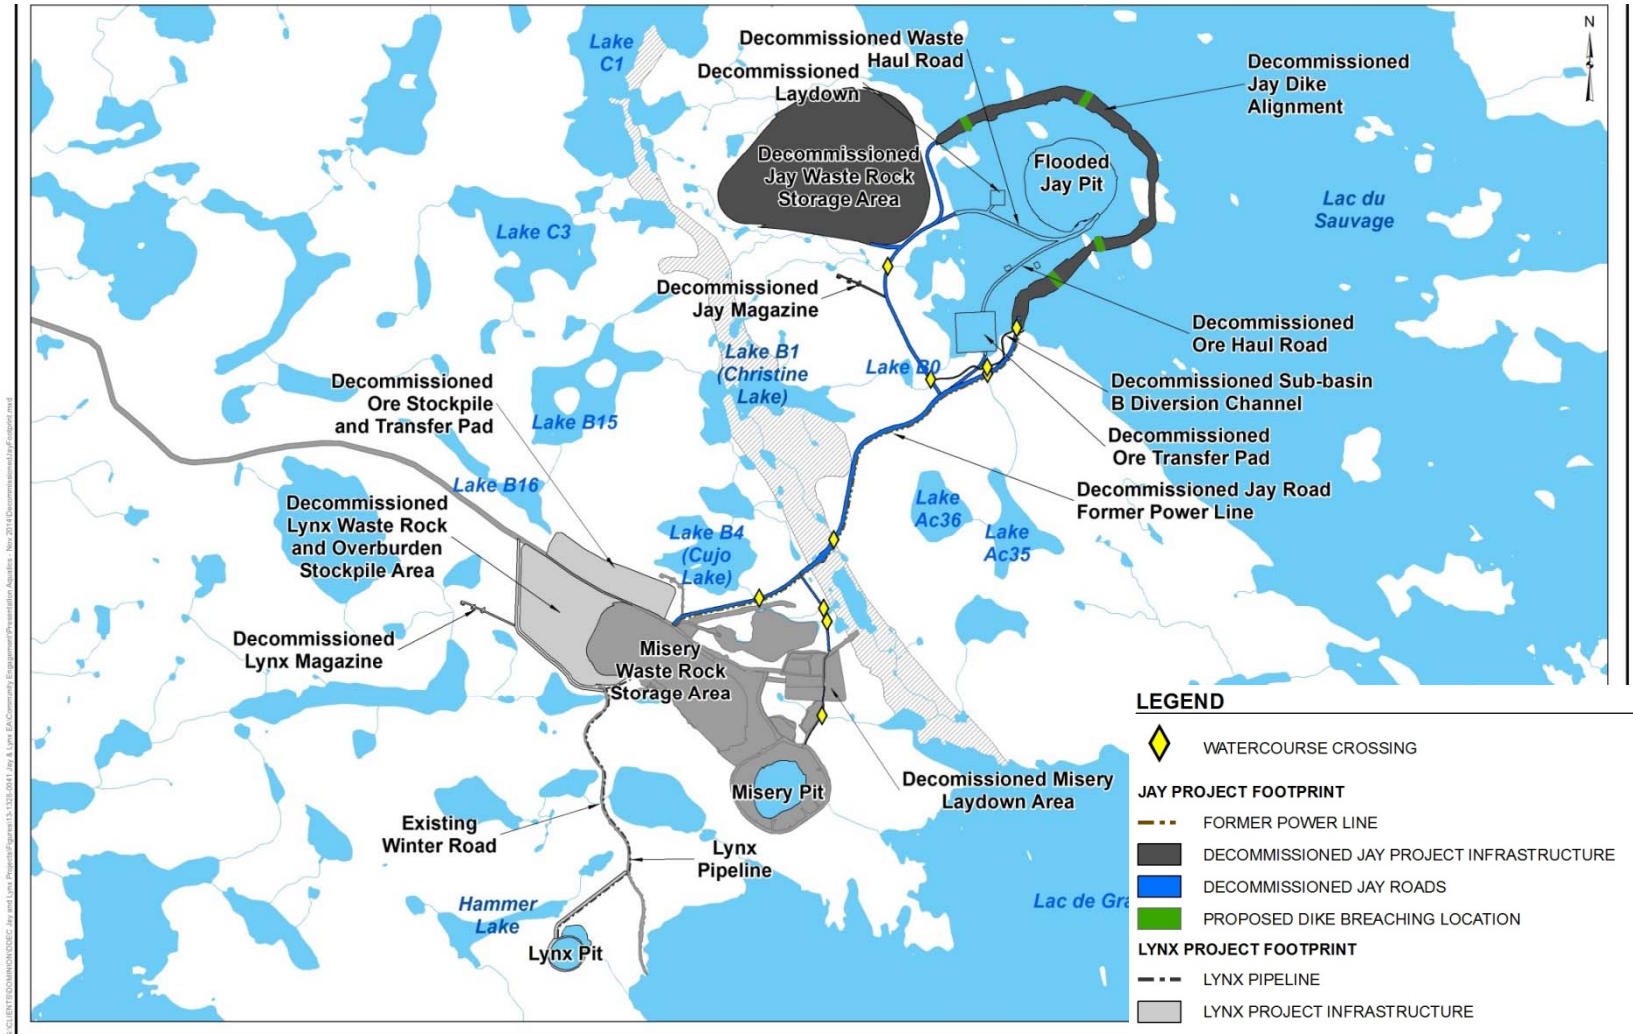 Lake
C1
Decommissioned Waste
Haul Road
Decommissioned
Laydown
N
Decommissioned
Jay Dike
Alignment
Decommissioned
Jay Waste Rock
Storage Area
Flooded
Jay Pit
Lac du
Sauvage
Lake C3
Decommissioned
Jay Magazine
Decommissioned
Ore Haul Road
Lake B1
(Christine
Lake)
Lake B0
Decommissioned
Ore Stockpile
and Transfer Pad
Decommissioned Sub-basin
B Diversion Channel
Lake B15
Decommissioned
Ore Transfer Pad
Lake B16
Decommissioned Jay Road
Former Power Line
Decommissioned
Lynx Waste Rock
and Overburden
Stockpile Area
Lake
Ac36
Lake
Ac35
Lake B4
(Cujo
Lake)
Decommissioned
Lynx Magazine
Misery
Waste Rock
Storage Area
Misery Pit
Decomissioned Misery
Laydown Area
Existing
Winter Road
Lynx
Pipeline
Hammer
Lake
Lynx Pit
Lac de Gra
LEGEND
WATERCOURSE CROSSING
JAY PROJECT FOOTPRINT
FORMER POWER LINE
DECOMMISSIONED JAY PROJECT INFRASTRUCTURE
DECOMMISSIONED JAY ROADS
PROPOSED DIKE BREACHING LOCATION
LYNX PROJECT FOOTPRINT
LYNX PIPELINE
LYNX PROJECT INFRASTRUCTURE